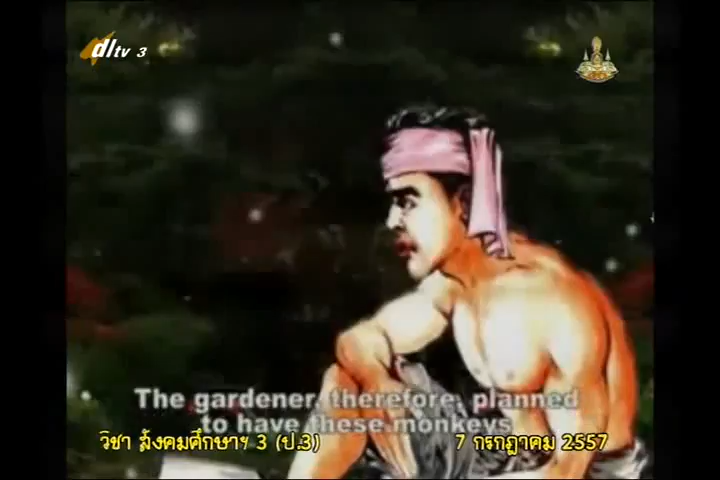 dltv 3
The gardener, therefore, planned
to have these monkeys
วิชา สังคมศึกษาฯ 3 (ป.3)
7 กรกฎาคม 2557